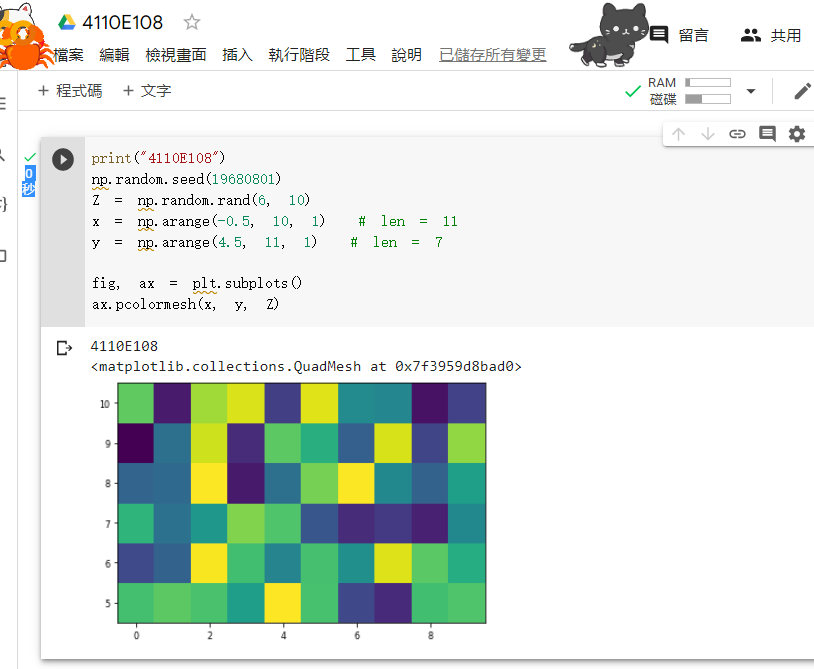 4110E108
檔案 編輯 檢視畫面 插入 執行階段 工具 說明 已儲存所有變更 留言 共用
+ 程式碼 + 文字 RAM
磁碟
0
秒
print("4110E108")
np.random.seed(19680801)
Z = np.random.rand(6, 10)
x = np.arange(-0.5, 10, 1) # len = 11
y = np.arange(4.5, 11, 1) # len = 7
fig, ax = plt.subplots()
ax.pcolormesh(x, y, Z)
4110E108
<matplotlib.collections.QuadMesh at 0x7f3959d8bad0>
10
9
8
7
6
5
0 2 4 6 8